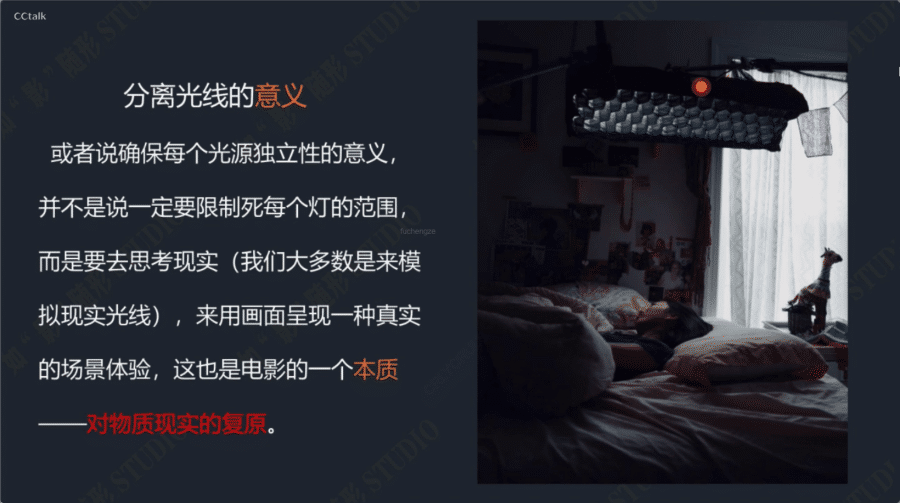 CCtalk
分离光线的意义
或者说确保每个光源独立性的意义，
并不是说一定要限制死每个灯的范围，
而是要去思考现实（我们大多数是来模
拟现实光线），来用画面呈现一种真实
的场景体验，这也是电影的一个本质
——对物质现实的复原。
fuchengze